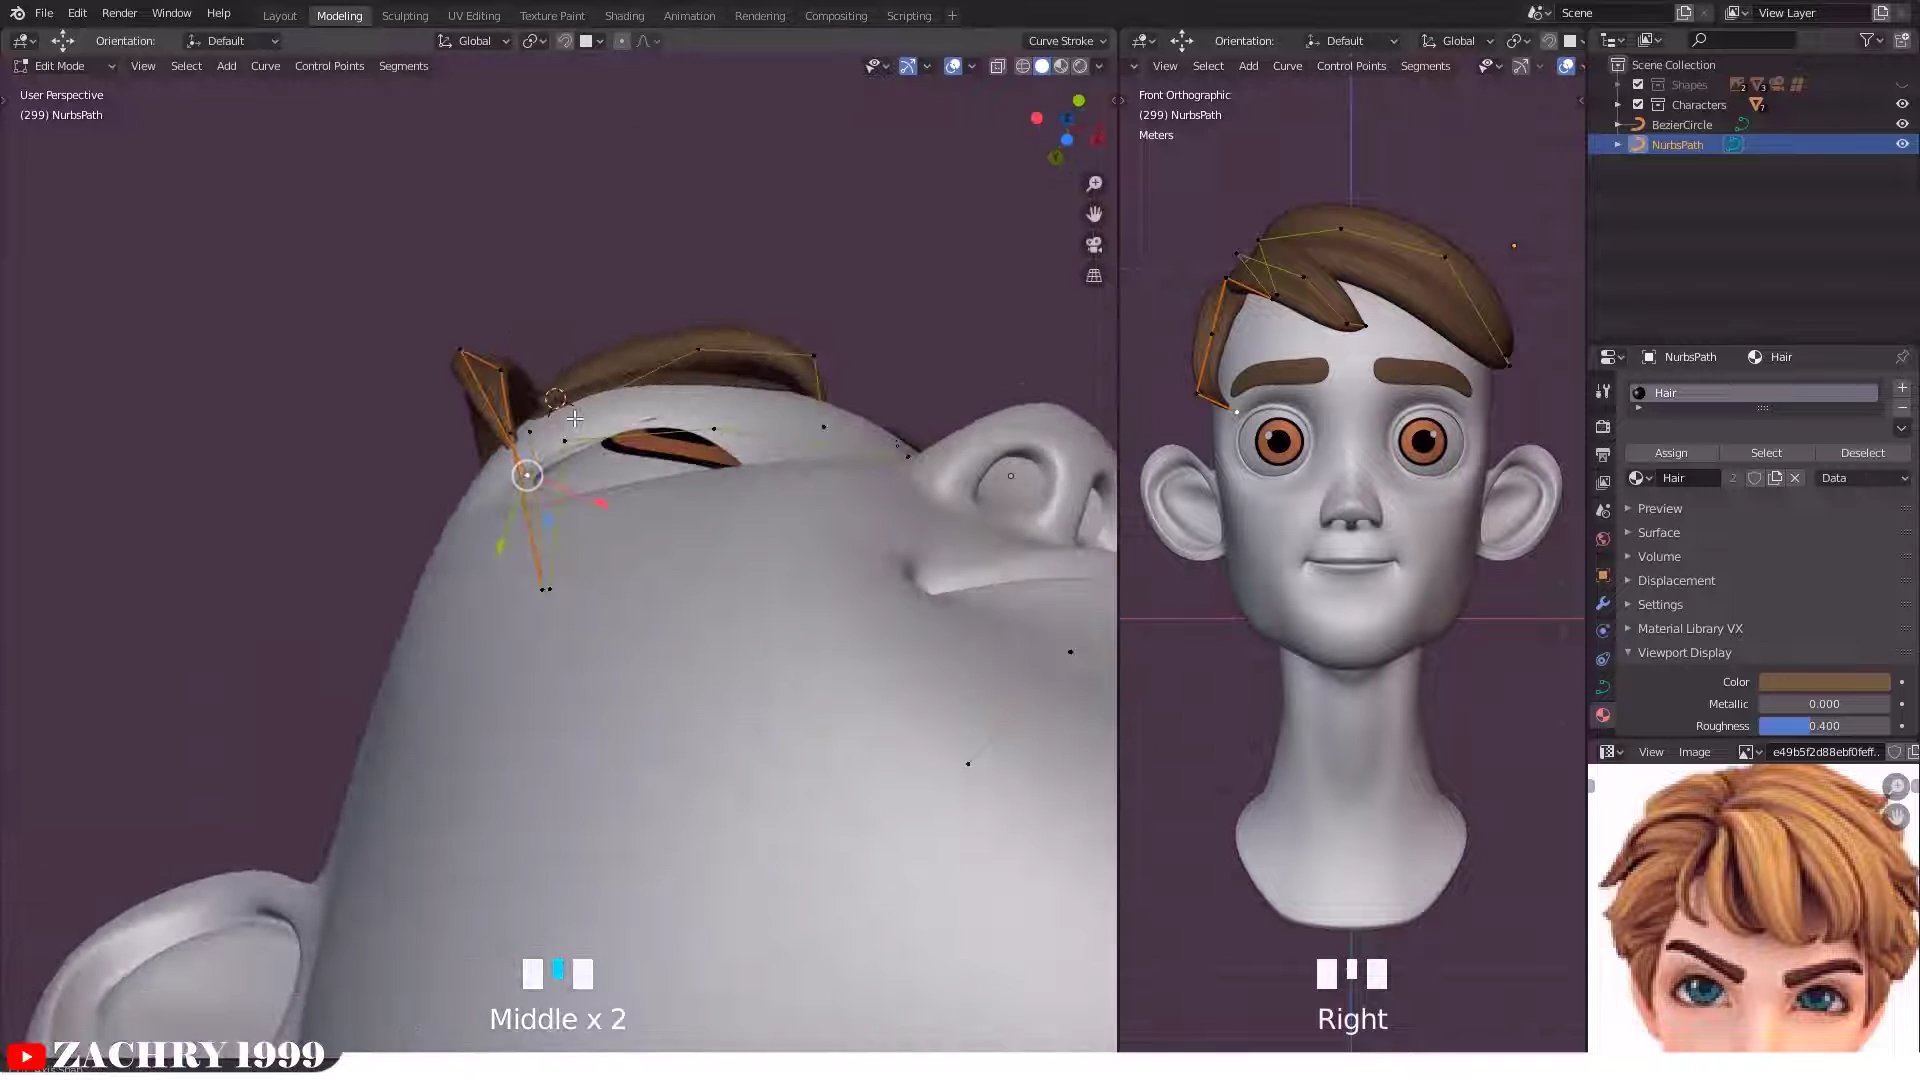 File Edit Render Window Help
Layout Modeling Sculpting UV Editing Texture Paint Shading Animation Rendering Compositing Scripting +
Scene
View Layer
Orientation: Default
Global
Curve Stroke
Orientation: Default
Global
Edit Mode View Select Add Curve Control Points Segments
View Select Add Curve Control Points Segments
User Perspective
(299) NurbsPath
Front Orthographic
(299) NurbsPath
Meters
Scene Collection
Shapes
Characters
BezierCircle
NurbsPath
NurbsPath Hair
Hair
Assign Select Deselect
Hair 2 Data
Preview
Surface
Volume
Displacement
Settings
Material Library VX
Viewport Display
Color
Metallic 0.000
Roughness 0.400
View Image e49b5f2d88ebf0feff..
Middle x 2
Right
ZACHRY 1999